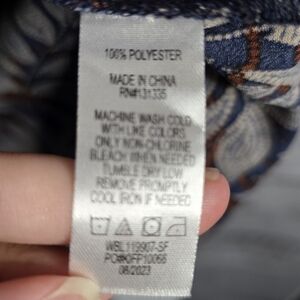 100% POLYESTER
MADE IN CHINA
RN#131335
MACHINE WASH COLD
WITH LIKE COLORS
ONLY NON-CHLORINE
BLEACH WHEN NEEDED
TUMBLE DRY LOW
REMOVE PROMPTLY
COOL IRON IF NEEDED
WBL119907-SF
PO#KOFP10066
08/2023